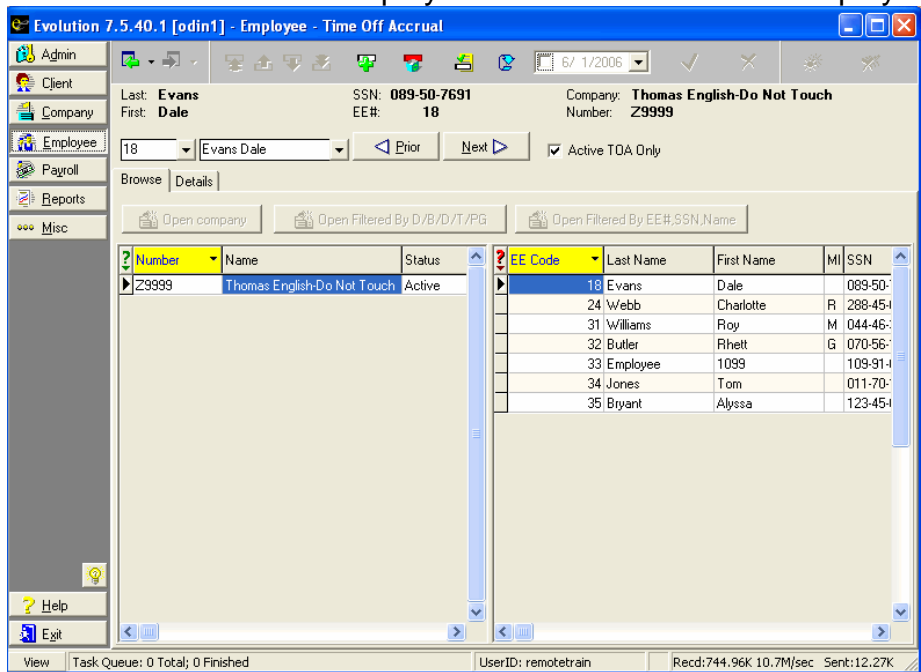 Evolution 7.5.40.1 [odin1] - Employee - Time Off Accrual
Admin
Client
Company
Employee
Payroll
Reports
Misc
Help
Exit
6/ 1/2006
Last: Evans SSN: 089-50-7691 Company: Thomas English-Do Not Touch
First: Dale EE#: 18 Number: Z9999
18 Evans Dale Prior Next Active TOA Only
Browse Details
Open company Open Filtered By D/B/D/T/PG Open Filtered By EE#,SSN,Name
Number Name Status EE Code Last Name First Name MI SSN
Z9999 Thomas English-Do Not Touch Active 18 Evans Dale 089-50-
24 Webb Charlotte R 288-45-
31 Williams Roy M 044-46-
32 Butler Rhett G 070-56-
33 Employee 1099 109-91-
34 Jones Tom 011-70-
35 Bryant Alyssa 123-45-
View Task Queue: 0 Total; 0 Finished UserID: remotetrain Recd:744.96K 10.7M/sec Sent:12.27K